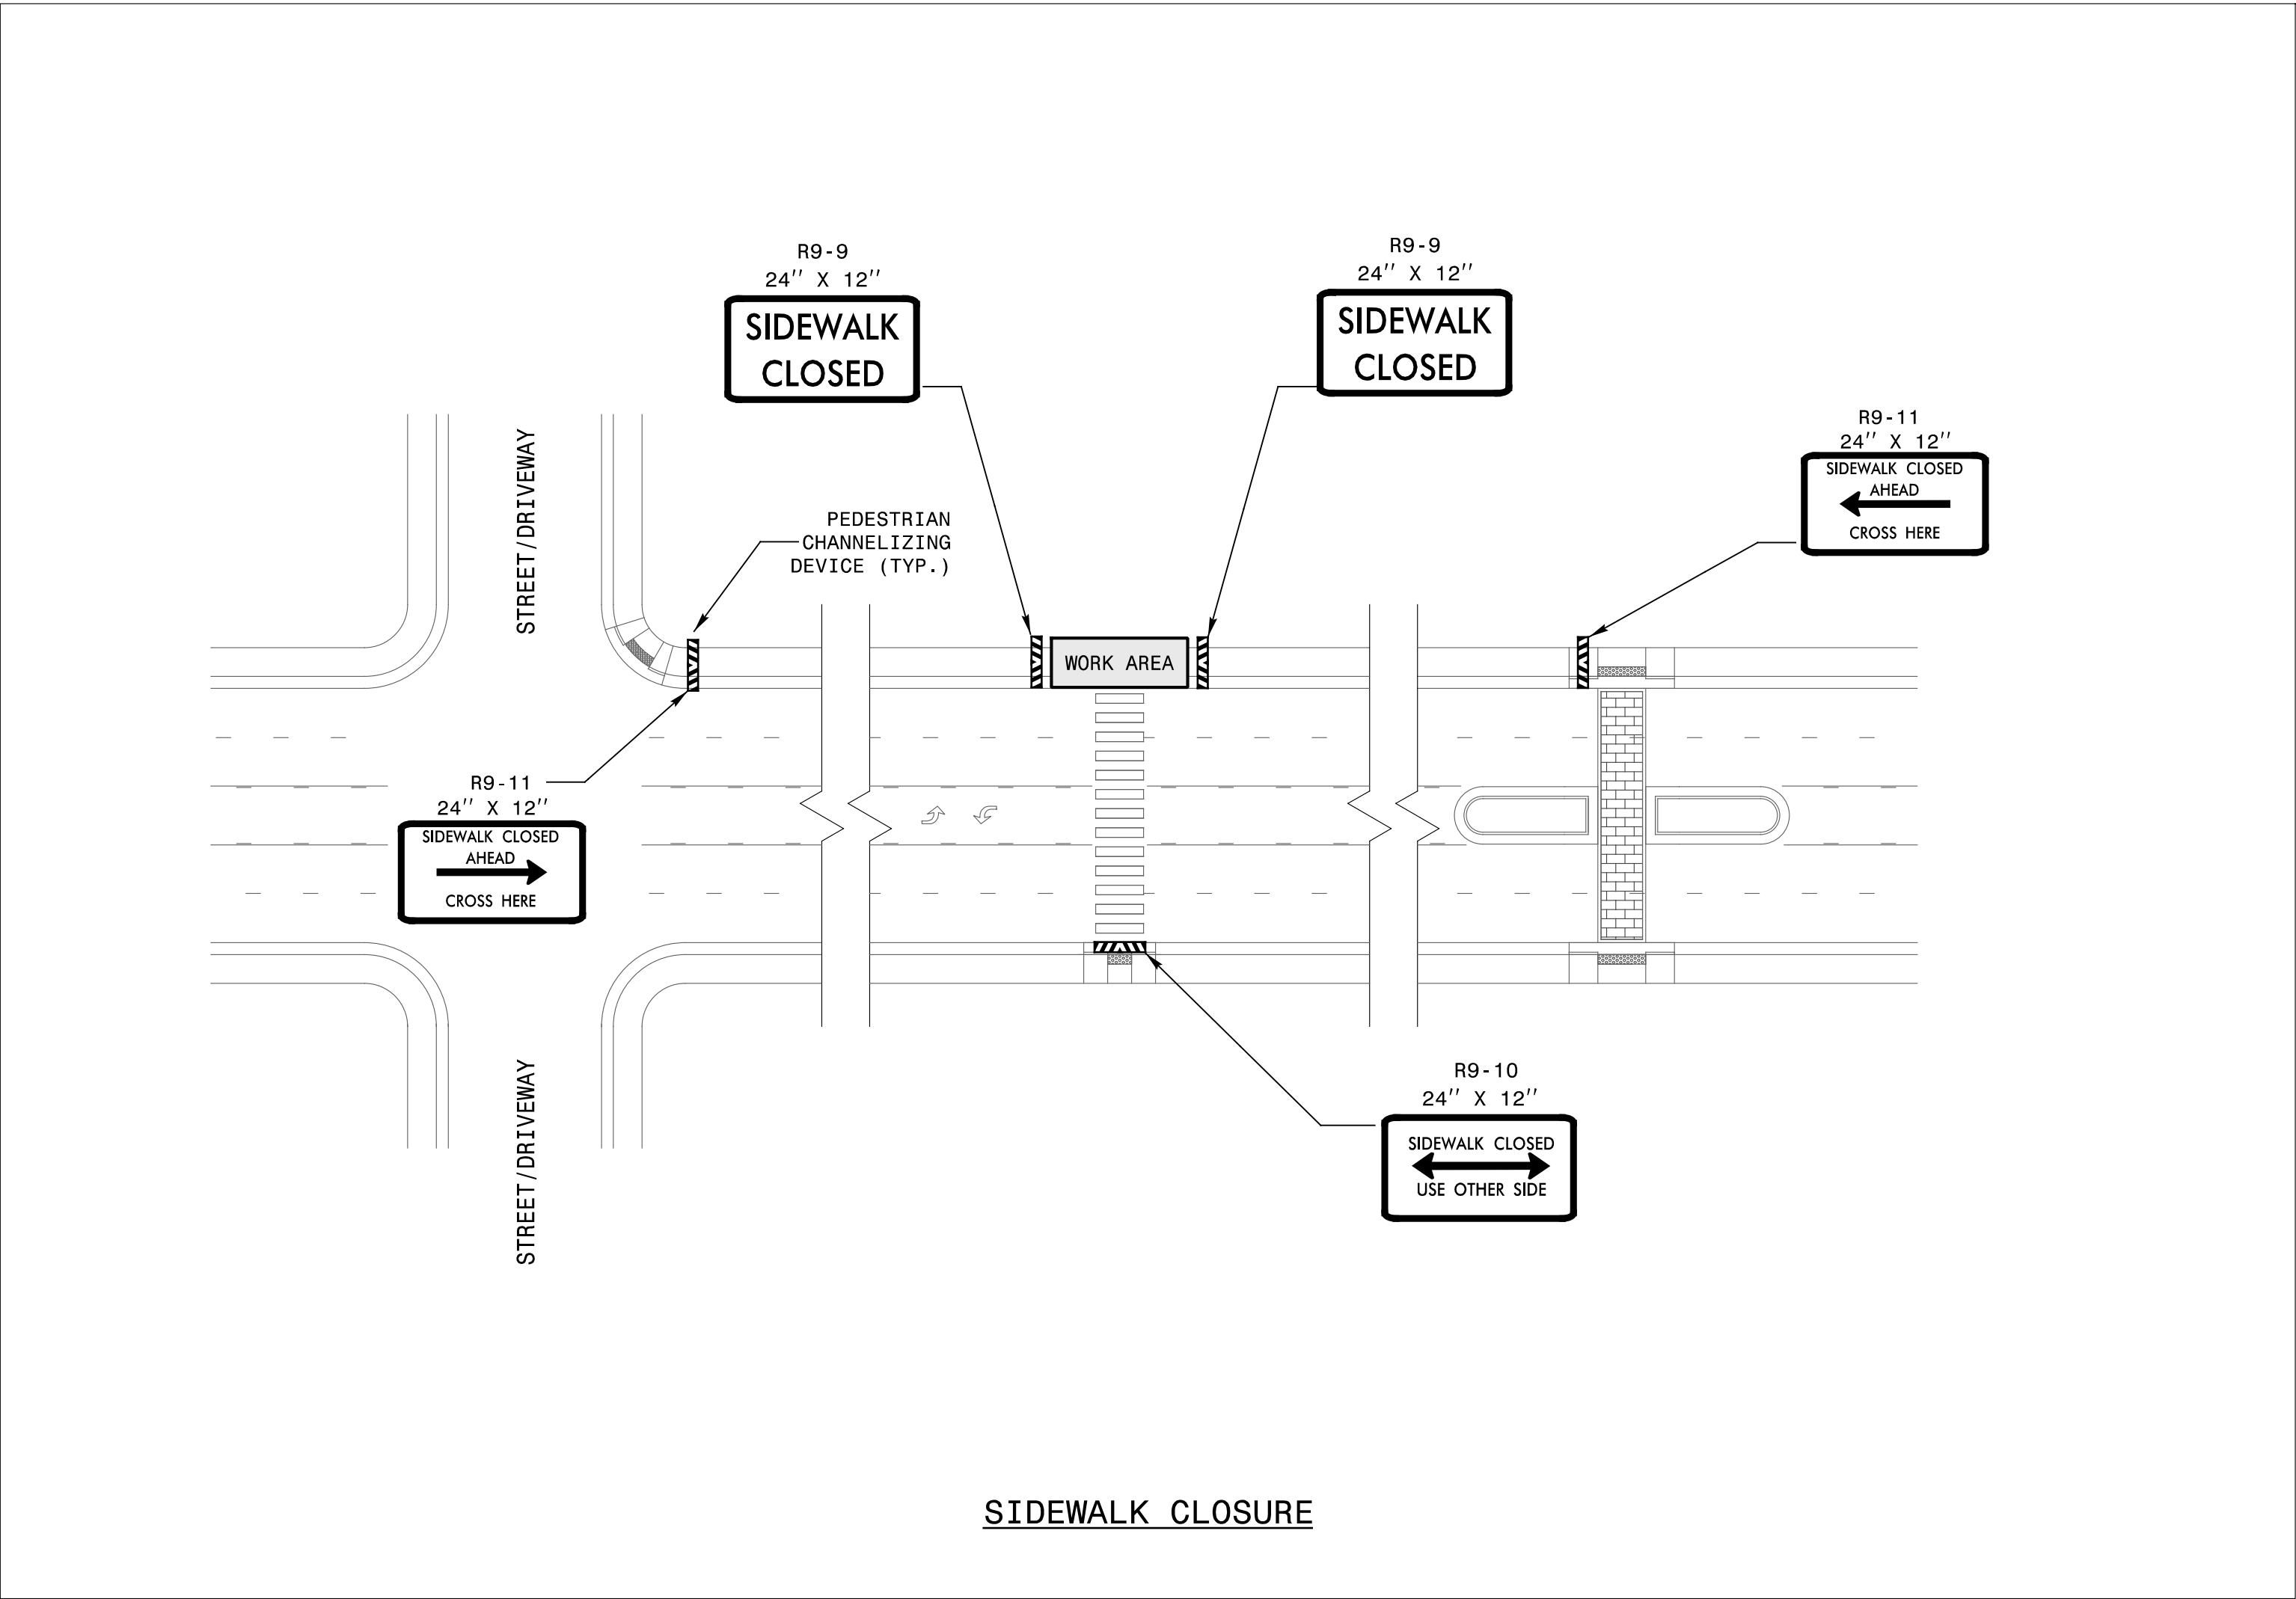 R9-9
24'' X 12''
SIDEWALK
CLOSED
R9-9
24'' X 12''
SIDEWALK
CLOSED
R9-11
24'' X 12''
SIDEWALK CLOSED
AHEAD
CROSS HERE
STREET/DRIVEWAY
PEDESTRIAN
CHANNELIZING
DEVICE (TYP.)
WORK AREA
R9-11
24'' X 12''
SIDEWALK CLOSED
AHEAD
CROSS HERE
STREET/DRIVEWAY
R9-10
24'' X 12''
SIDEWALK CLOSED
USE OTHER SIDE
SIDEWALK CLOSURE